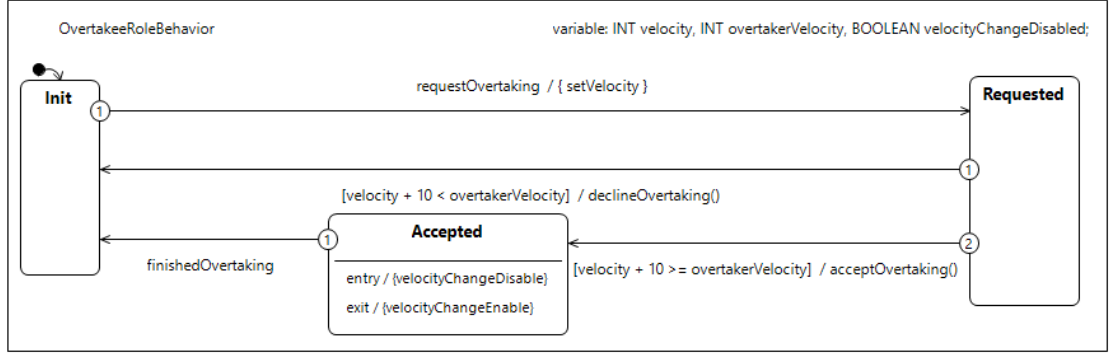 OvertakeeRoleBehavior
variable: INT velocity, INT overtakerVelocity, BOOLEAN velocityChangeDisabled;
requestOvertaking / { setVelocity }
Init
1
Requested
1
[velocity + 10 < overtakerVelocity] / declineOvertaking()
Accepted
1
2
finishedOvertaking
[velocity + 10 >= overtakerVelocity] / acceptOvertaking()
entry / {velocityChangeDisable}
exit / {velocityChangeEnable}